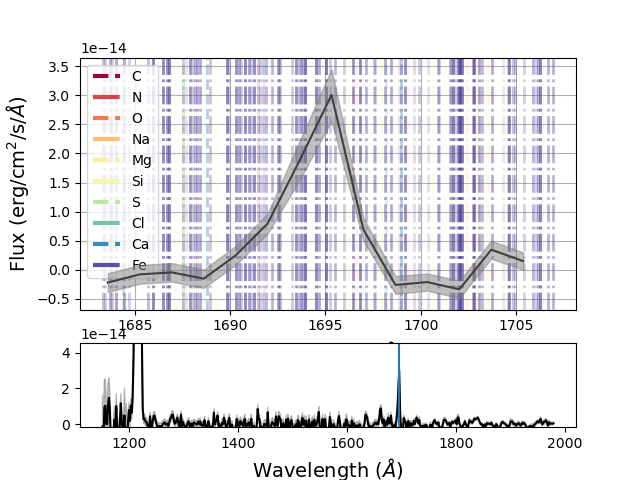 1e−14
3.5
3.0
2.5
2.0
1.5
1.0
0.5
0.0
−0.5
Flux (erg/cm²/s/Å)
C
N
O
Na
Mg
Si
S
Cl
Ca
Fe
1685 1690 1695 1700 1705
1e−14
4
2
0
1200 1400 1600 1800 2000
Wavelength (Å)